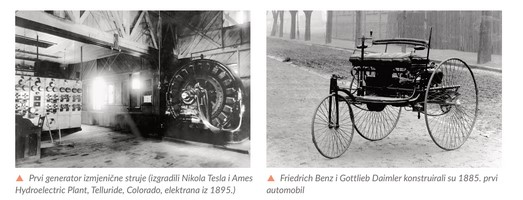 Prvi generator izmjenične struje (izgradili Nikola Tesla i Ames
Hydroelectric Plant, Telluride, Colorado, elektrana iz 1895.)
Friedrich Benz i Gottlieb Daimler konstruirali su 1885. prvi
automobil